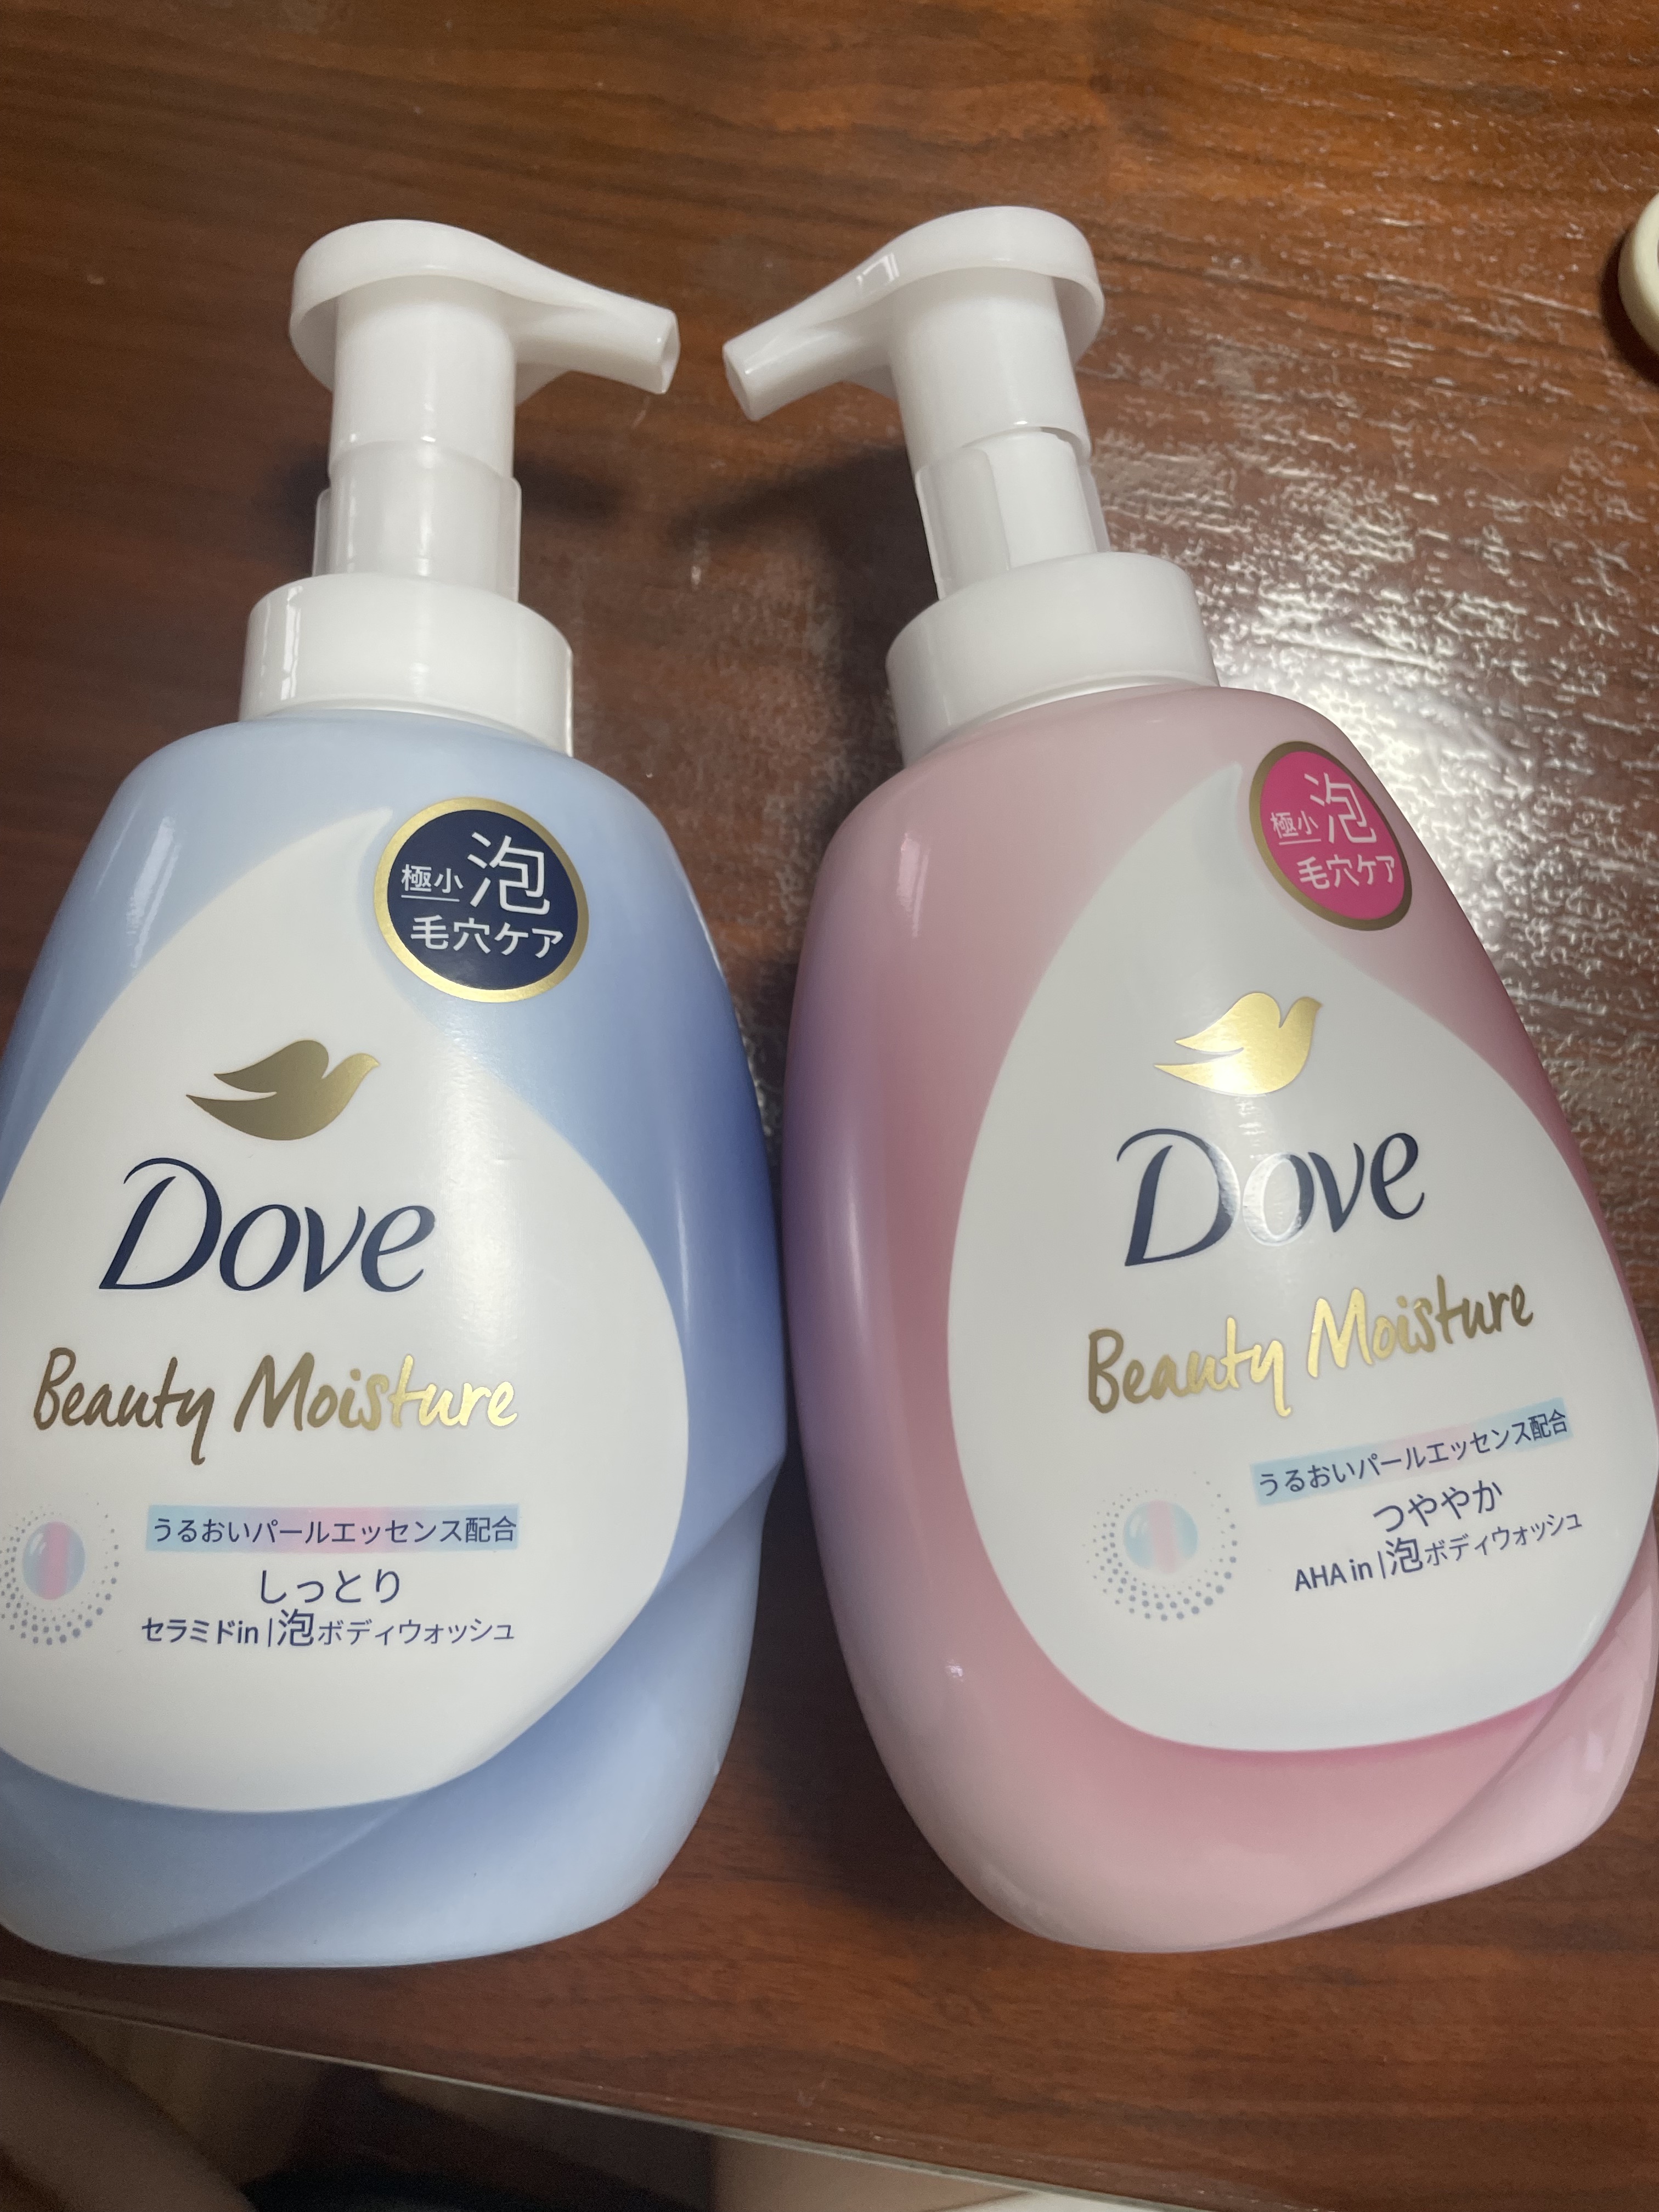 極小泡
毛穴ケア
Dove
Beauty Moisture
うるおいパールエッセンス配合
しっとり
セラミドin|泡ボディウォッシュ
極小泡
毛穴ケア
Dove
Beauty Moisture
うるおいパールエッセンス配合
つややか
AHA in|泡ボディウォッシュ